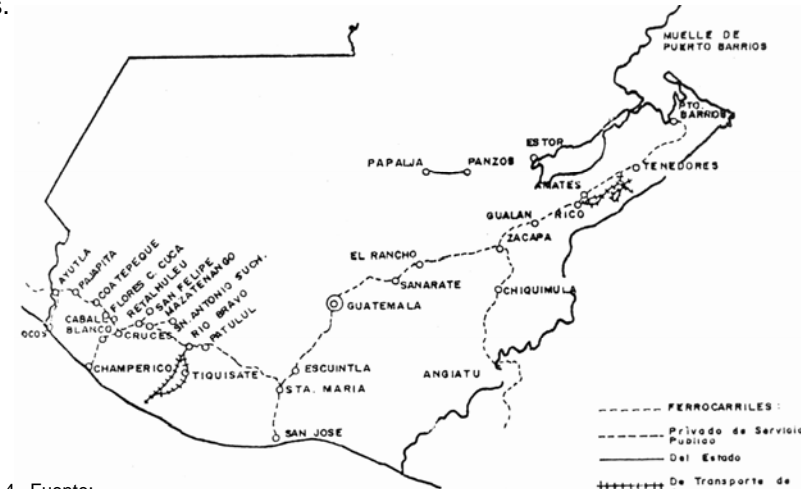 s.
MUELLE DE
PUERTO BARRIOS
PTO.
BARRIOS
ESTOR
PAPALJA
PANZOS
TENEDORES
AMATES
RICO
GUALAN
ZACAPA
EL RANCHO
SANARATE
CHIQUIMULA
GUATEMALA
AYUTLA
PAJAPITA
COATEPEQUE
FLORES C. CUCA
RETALHULEU
SAN FELIPE
MAZATENANGO
SN. ANTONIO SUCH.
RIO BRAVO
PATULUL
OCOS
CABALL
BLANCO
CRUCES
CHAMPERICO
TIQUISATE
ESCUINTLA
STA. MARIA
ANGIATU
SAN JOSE
FERROCARRILES:
Privado de Servicio
Publico
Del Estado
De Transporte de
4 Fuente: